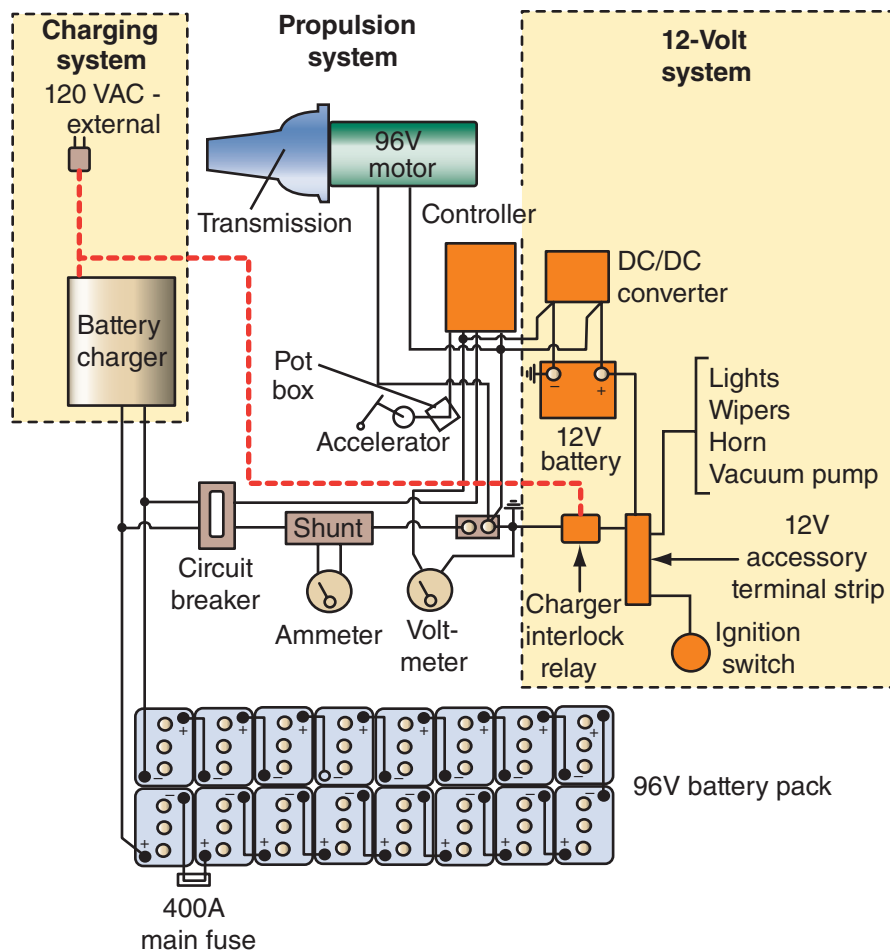 Charging
system
120 VAC -
external
Propulsion
system
12-Volt
system
96V
motor
Transmission
Controller
DC/DC
converter
Battery
charger
Pot
box
Accelerator
– +
12V
battery
Lights
Wipers
Horn
Vacuum pump
Shunt
Circuit
breaker
Ammeter
Volt-
meter
Charger
interlock
relay
12V
accessory
terminal strip
Ignition
switch
+ + + + + + + +
– – – – – – – –
96V battery pack
– – – – – – – –
+ + + + + + + +
400A
main fuse